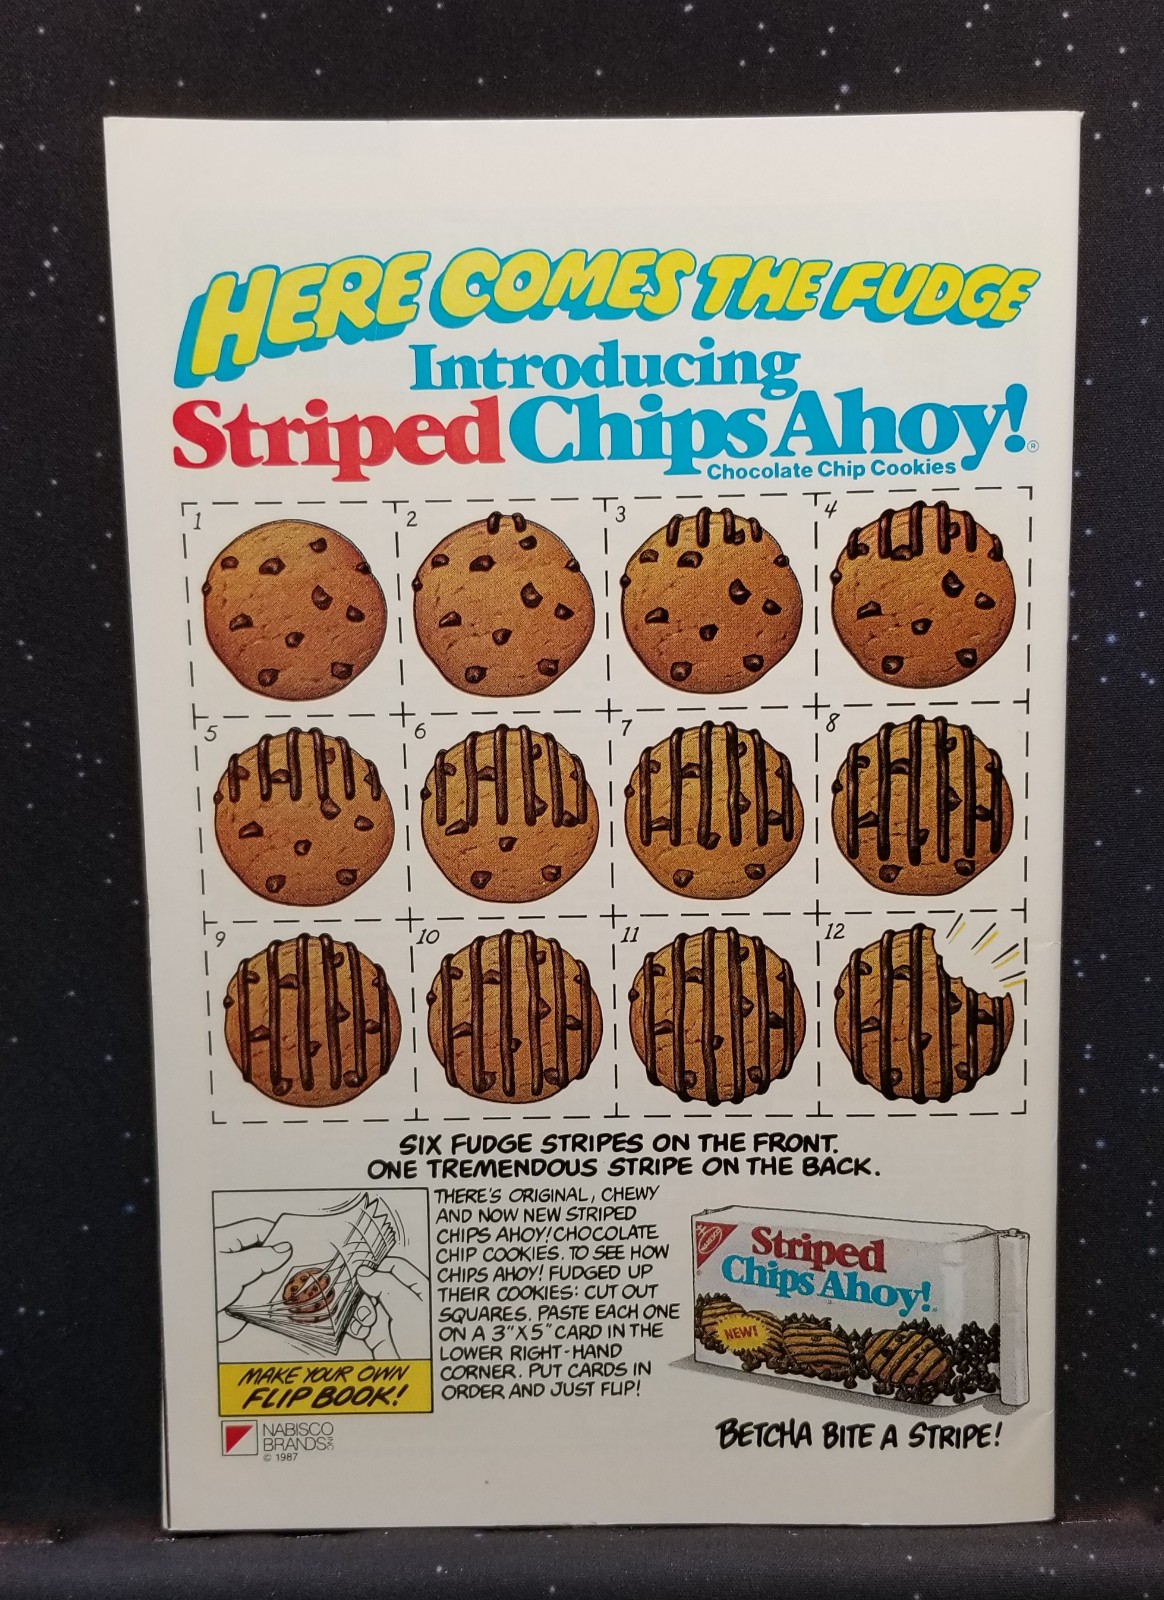 HERE COMES THE FUDGE
Introducing
Striped Chips Ahoy!®
Chocolate Chip Cookies
1
2
3
4
5
6
7
8
9
10
11
12
SIX FUDGE STRIPES ON THE FRONT.
ONE TREMENDOUS STRIPE ON THE BACK.
MAKE YOUR OWN
FLIP BOOK!
THERE'S ORIGINAL, CHEWY
AND NOW NEW STRIPED
CHIPS AHOY! CHOCOLATE
CHIP COOKIES. TO SEE HOW
CHIPS AHOY! FUDGED UP
THEIR COOKIES: CUT OUT
SQUARES. PASTE EACH ONE
ON A 3"X5" CARD IN THE
LOWER RIGHT-HAND
CORNER. PUT CARDS IN
ORDER AND JUST FLIP!
NABISCO
Striped
Chips Ahoy!
NEW!
BETCHA BITE A STRIPE!
NABISCO
BRANDS INC
© 1987